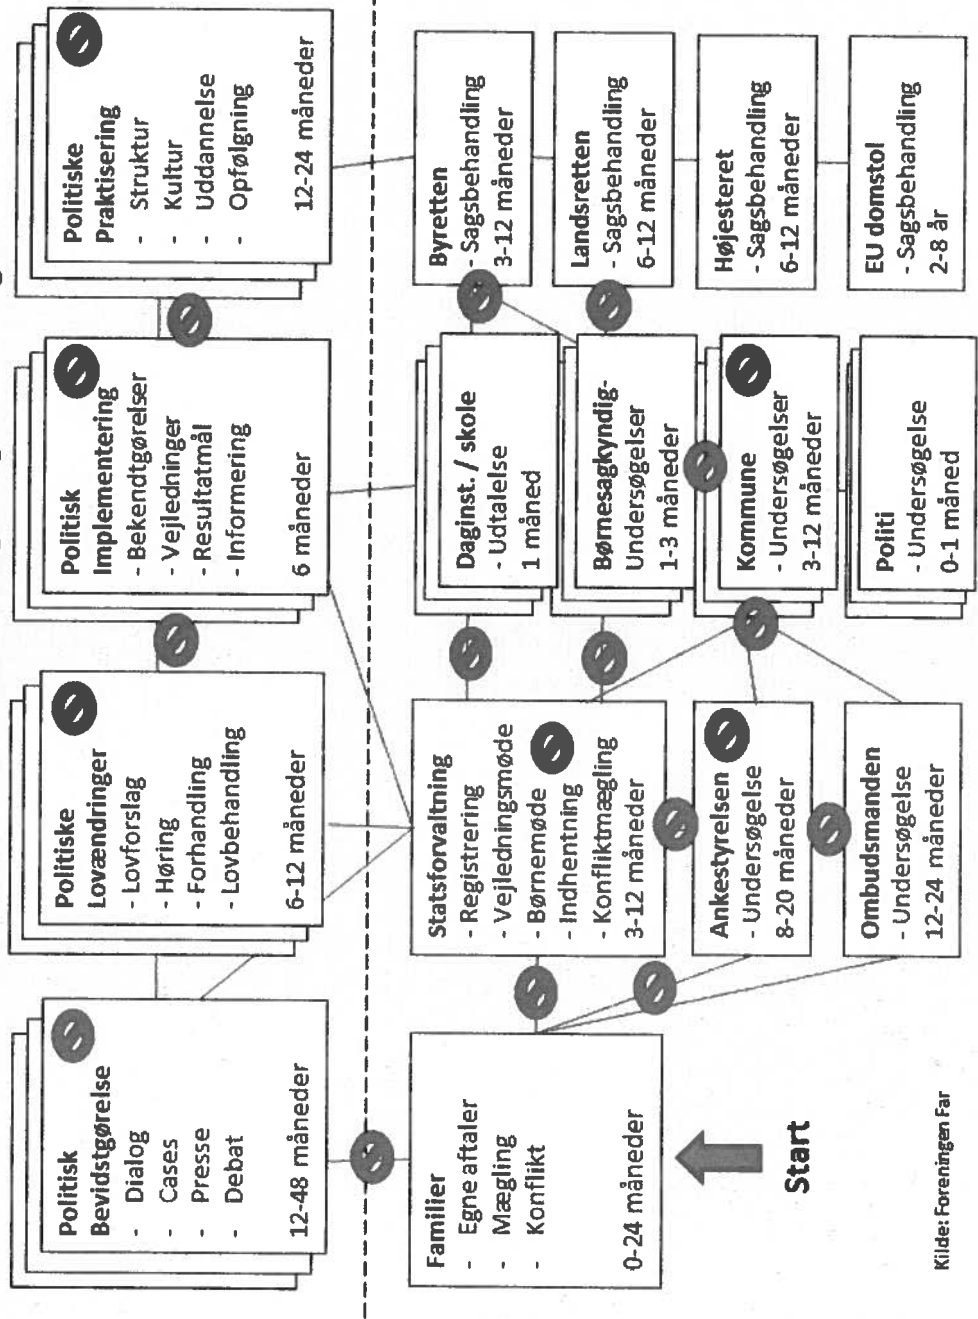 Politisk
Bevidstgørelse
- Dialog
- Cases
- Presse
- Debat
12-48 måneder
Politiske
Lovændringer
- Lovforslag
- Høring
- Forhandling
- Lovbehandling
6-12 måneder
Politisk
Implementering
- Bekendtgørelser
- Vejledninger
- Resultatmål
- Informering
6 måneder
Politiske
Praktisering
- Struktur
- Kultur
- Uddannelse
- Opfølgning
12-24 måneder
Familier
- Egne aftaler
- Mægling
- Konflikt
0-24 måneder
Start
Statsforvaltning
- Registrering
- Vejledningsmøde
- Børnemøde
- Indhentning
- Konfliktmægling
3-12 måneder
Ankestyrelsen
- Undersøgelse
8-20 måneder
Ombudsmanden
- Undersøgelse
12-24 måneder
Daginst. / skole
- Udtalelse
1 måned
Børnesagkyndig-
Undersøgelser
1-3 måneder
Kommune
- Undersøgelser
3-12 måneder
Politi
- Undersøgelse
0-1 måned
Byretten
- Sagsbehandling
3-12 måneder
Landsretten
- Sagsbehandling
6-12 måneder
Højesteret
- Sagsbehandling
6-12 måneder
EU domstol
- Sagsbehandling
2-8 år
Kilde: Foreningen Far